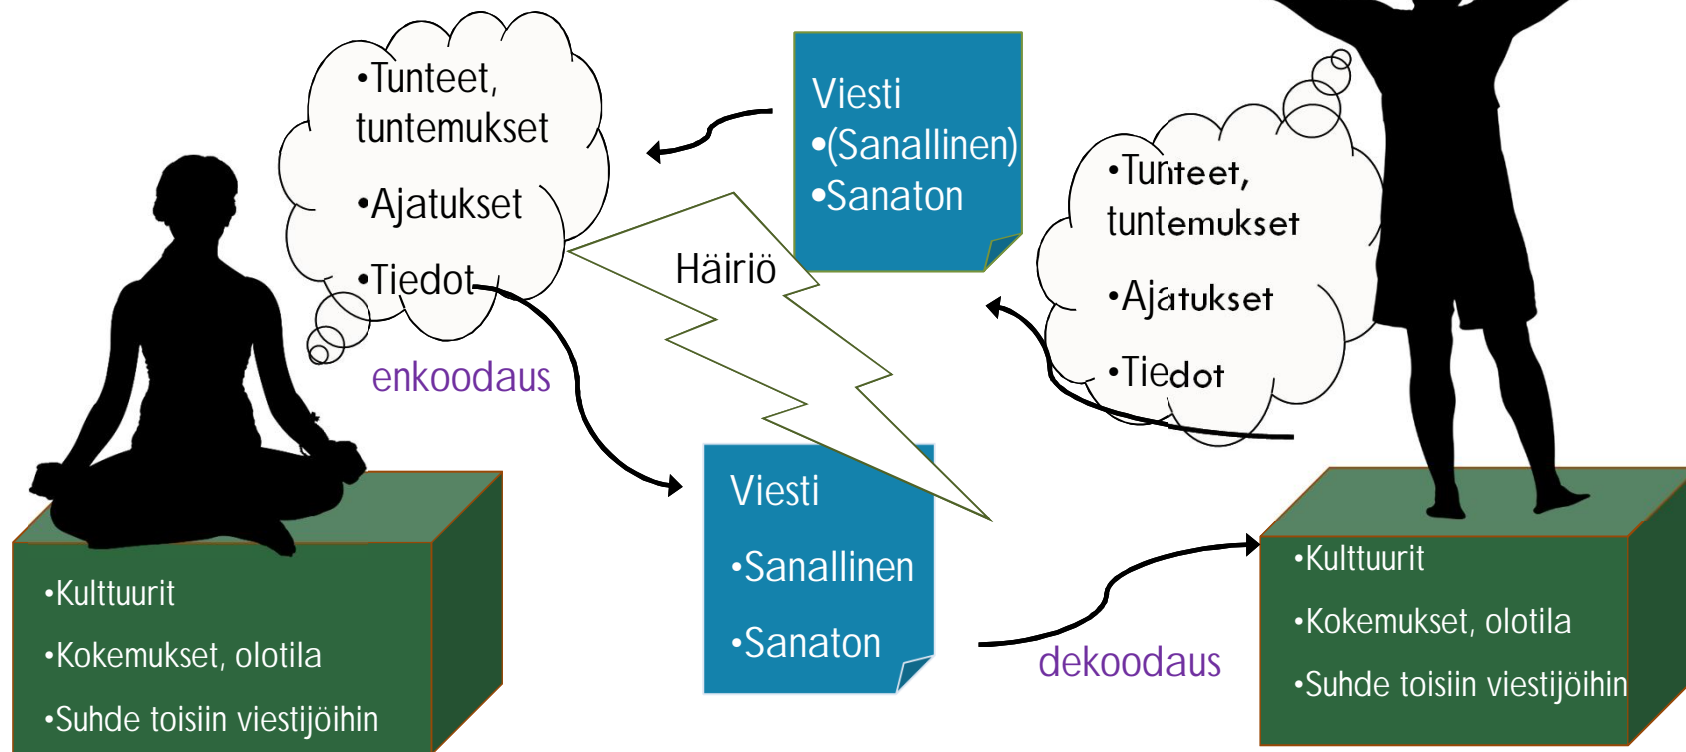 •Tunteet,
tuntemukset
•Ajatukset
•Tiedot
enkoodaus
Viesti
•(Sanallinen)
•Sanaton
Häiriö
•Tunteet,
tuntemukset
•Ajatukset
•Tiedot
Viesti
•Sanallinen
•Sanaton
dekoodaus
•Kulttuurit
•Kokemukset, olotila
•Suhde toisiin viestijöihin
•Kulttuurit
•Kokemukset, olotila
•Suhde toisiin viestijöihin